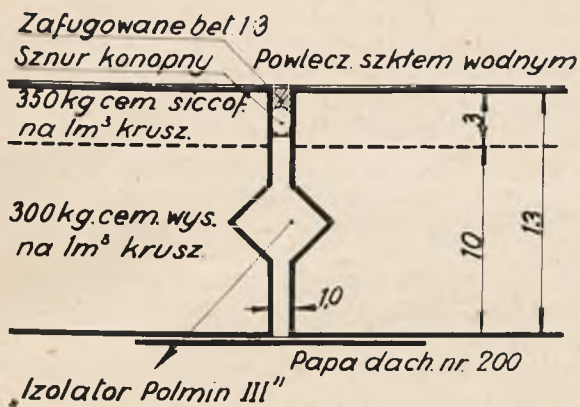 Zafugowane bet. 1:3
Sznur konopny
Powlecz. szkłem wodnym
350 kg cem. siccof.
na 1m³ krusz.
3
13
300 kg. cem. wys.
na 1m³ krusz.
10
1,0
Papa dach. nr. 200
Izolator Polmin III"